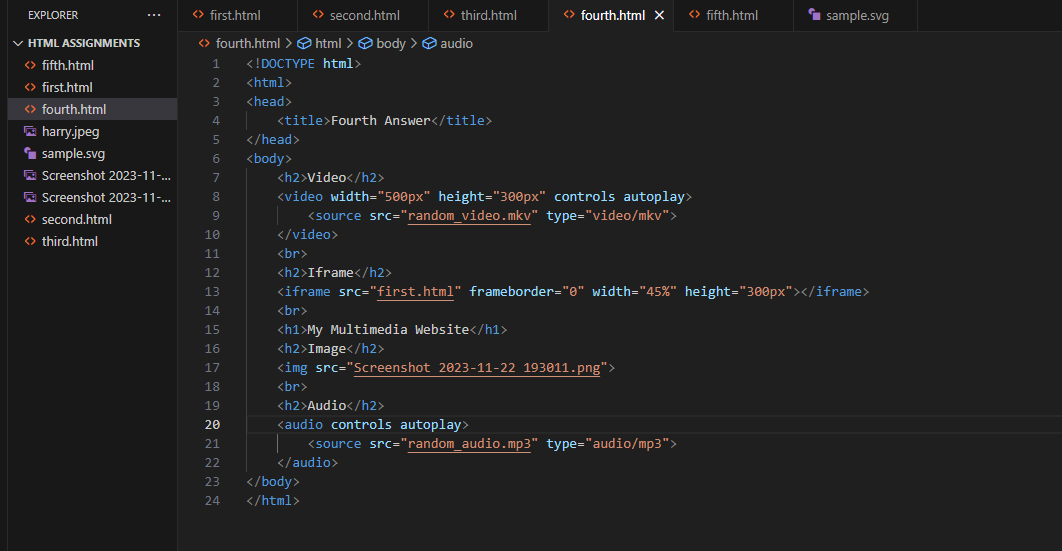 EXPLORER ···
HTML ASSIGNMENTS
fifth.html
first.html
fourth.html
harry.jpeg
sample.svg
Screenshot 2023-11-...
Screenshot 2023-11-...
second.html
third.html
first.html second.html third.html fourth.html fifth.html sample.svg
fourth.html > html > body > audio
1 <!DOCTYPE html>
2 <html>
3 <head>
4 <title>Fourth Answer</title>
5 </head>
6 <body>
7 <h2>Video</h2>
8 <video width="500px" height="300px" controls autoplay>
9 <source src="random_video.mkv" type="video/mkv">
10 </video>
11 <br>
12 <h2>Iframe</h2>
13 <iframe src="first.html" frameborder="0" width="45%" height="300px"></iframe>
14 <br>
15 <h1>My Multimedia Website</h1>
16 <h2>Image</h2>
17 <img src="Screenshot 2023-11-22 193011.png">
18 <br>
19 <h2>Audio</h2>
20 <audio controls autoplay>
21 <source src="random_audio.mp3" type="audio/mp3">
22 </audio>
23 </body>
24 </html>